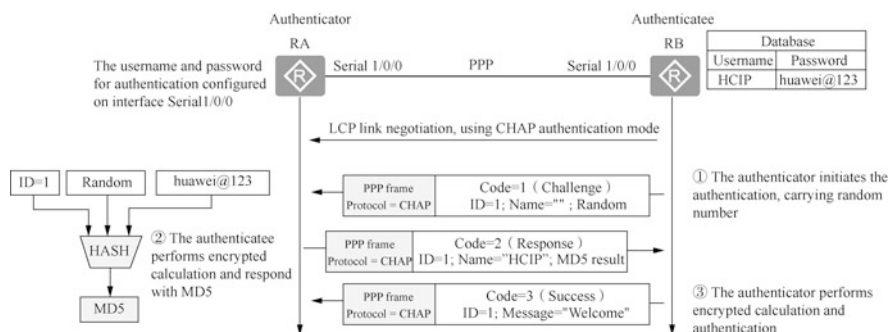 Authenticator
Authenticatee
RA
RB
Database
Username
Password
HCIP
huawei@123
The username and password
for authentication configured
on interface Serial1/0/0
Serial 1/0/0
PPP
Serial 1/0/0
R
R
LCP link negotiation, using CHAP authentication mode
ID=1
Random
huawei@123
HASH
MD5
② The authenticatee
performs encrypted
calculation and respond
with MD5
PPP frame
Protocol = CHAP
Code=1 ( Challenge )
ID=1; Name="" ; Random
① The authenticator initiates the
authentication, carrying random
number
PPP frame
Protocol = CHAP
Code=2 ( Response )
ID=1; Name="HCIP"; MD5 result
PPP frame
Protocol = CHAP
Code=3 ( Success )
ID=1; Message="Welcome"
③ The authenticator performs
encrypted calculation and
authentication